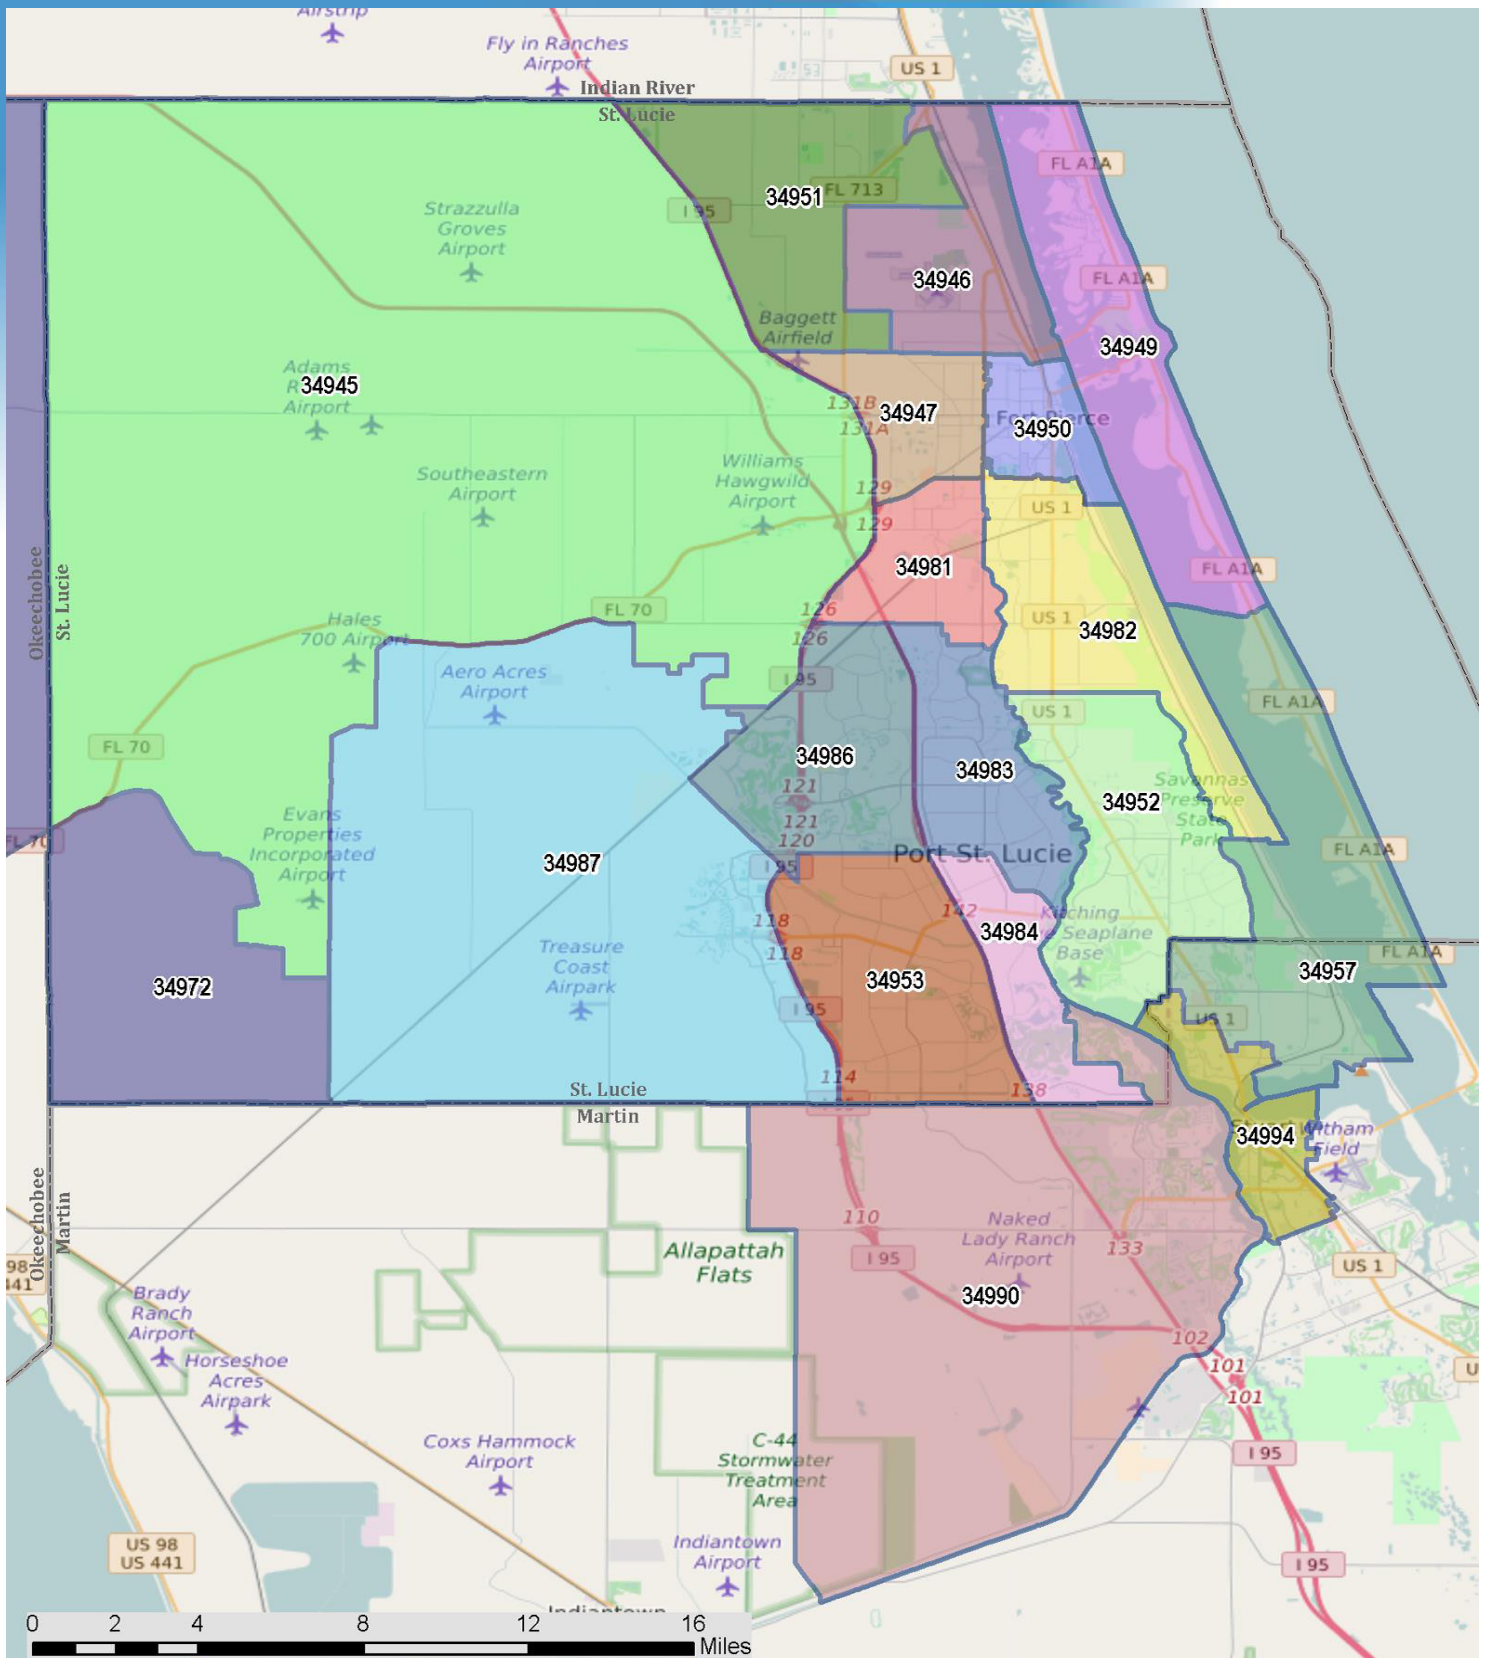 Airstrip
Fly in Ranches
Airport
US 1
Indian River
St. Lucie
FL A1A
34951
FL 713
I 95
Strazzulla
Groves
Airport
34946
FL A1A
Baggett
Airfield
34949
Adams
Airport
34945
131B
131A
34947
Fort Pierce
34950
Williams
Hawgwild
Airport
Southeastern
Airport
129
129
US 1
34981
FL A1A
Okeechobee
St. Lucie
FL 70
126
126
US 1
34982
Hales
700 Airport
Aero Acres
Airport
I 95
FL A1A
US 1
FL 70
34986
34983
121
121
120
34952
Savannas
Preserve
State
Park
Evans
Properties
Incorporated
Airport
FL 70
34987
Port St. Lucie
I 95
FL A1A
118
118
142
34984
Kitching
Seaplane
Base
Treasure
Coast
Airpark
34953
FL A1A
34957
34972
I 95
US 1
114
138
St. Lucie
Martin
34994
Witham
Field
Okeechobee
Martin
110
I 95
Naked
Lady Ranch
Airport
133
Allapattah
Flats
US 1
98
441
34990
Brady
Ranch
Airport
102
101
101
Horseshoe
Acres
Airpark
Coxs Hammock
Airport
C-44
Stormwater
Treatment
Area
I 95
US 98
US 441
Indiantown
Airport
I 95
Indiantown
0 2 4 8 12 16
Miles